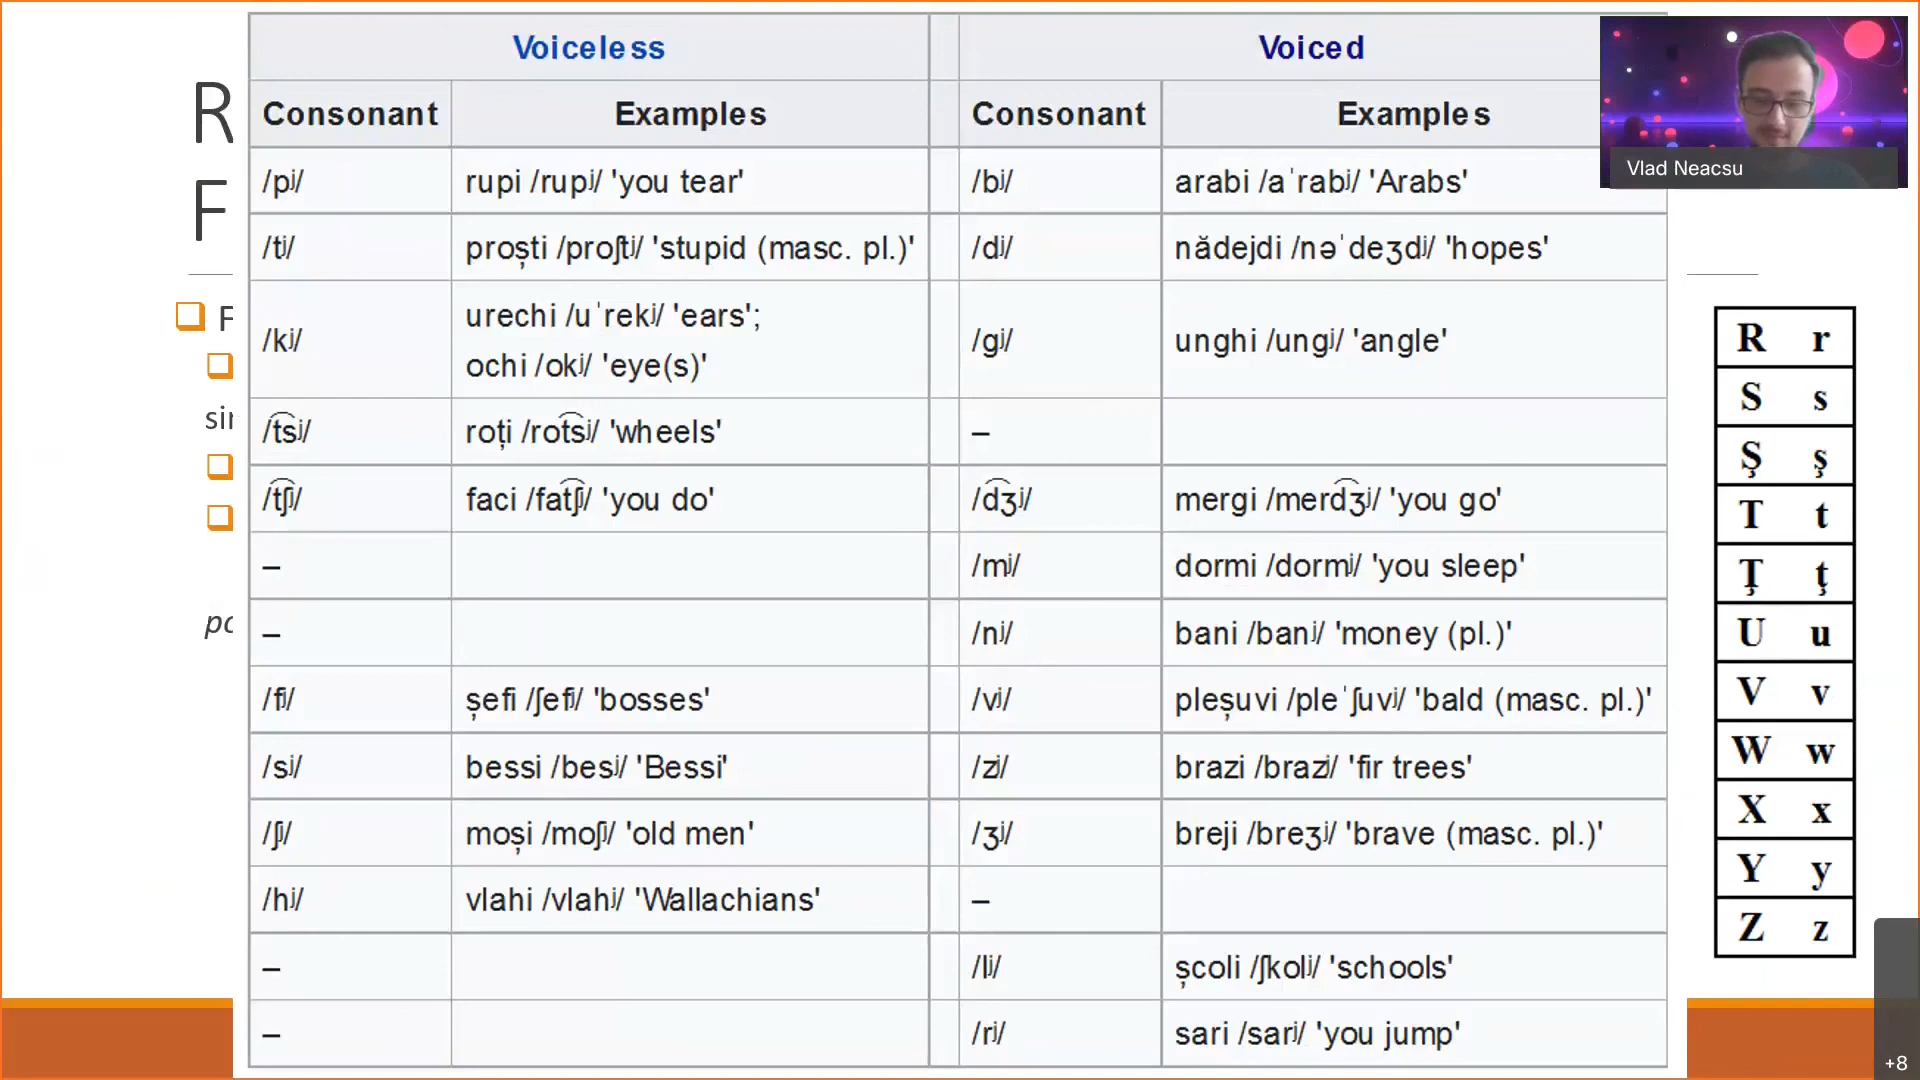 Voiceless Voiced
Consonant Examples Consonant Examples
/pʲ/ rupi /rupʲ/ 'you tear' /bʲ/ arabi /aˈrabʲ/ 'Arabs'
/tʲ/ proști /proʃtʲ/ 'stupid (masc. pl.)' /dʲ/ nădejdi /nəˈdeʒdʲ/ 'hopes'
/kʲ/ urechi /uˈrekʲ/ 'ears';
ochi /okʲ/ 'eye(s)' /gʲ/ unghi /ungʲ/ 'angle'
/t͡sʲ/ roți /rot͡sʲ/ 'wheels' –
/t͡ʃʲ/ faci /fat͡ʃʲ/ 'you do' /d͡ʒʲ/ mergi /merd͡ʒʲ/ 'you go'
– /mʲ/ dormi /dormʲ/ 'you sleep'
– /nʲ/ bani /banʲ/ 'money (pl.)'
/fʲ/ șefi /ʃefʲ/ 'bosses' /vʲ/ pleșuvi /pleˈʃuvʲ/ 'bald (masc. pl.)'
/sʲ/ bessi /besʲ/ 'Bessi' /zʲ/ brazi /brazʲ/ 'fir trees'
/ʃʲ/ moși /moʃʲ/ 'old men' /ʒʲ/ breji /breʒʲ/ 'brave (masc. pl.)'
/hʲ/ vlahi /vlahʲ/ 'Wallachians' –
– /lʲ/ școli /ʃkolʲ/ 'schools'
– /rʲ/ sari /sarʲ/ 'you jump'
R
F
F
sir
pc
Vlad Neacsu
R r
S s
Ş ş
T t
Ţ ţ
U u
V v
W w
X x
Y y
Z z
+8